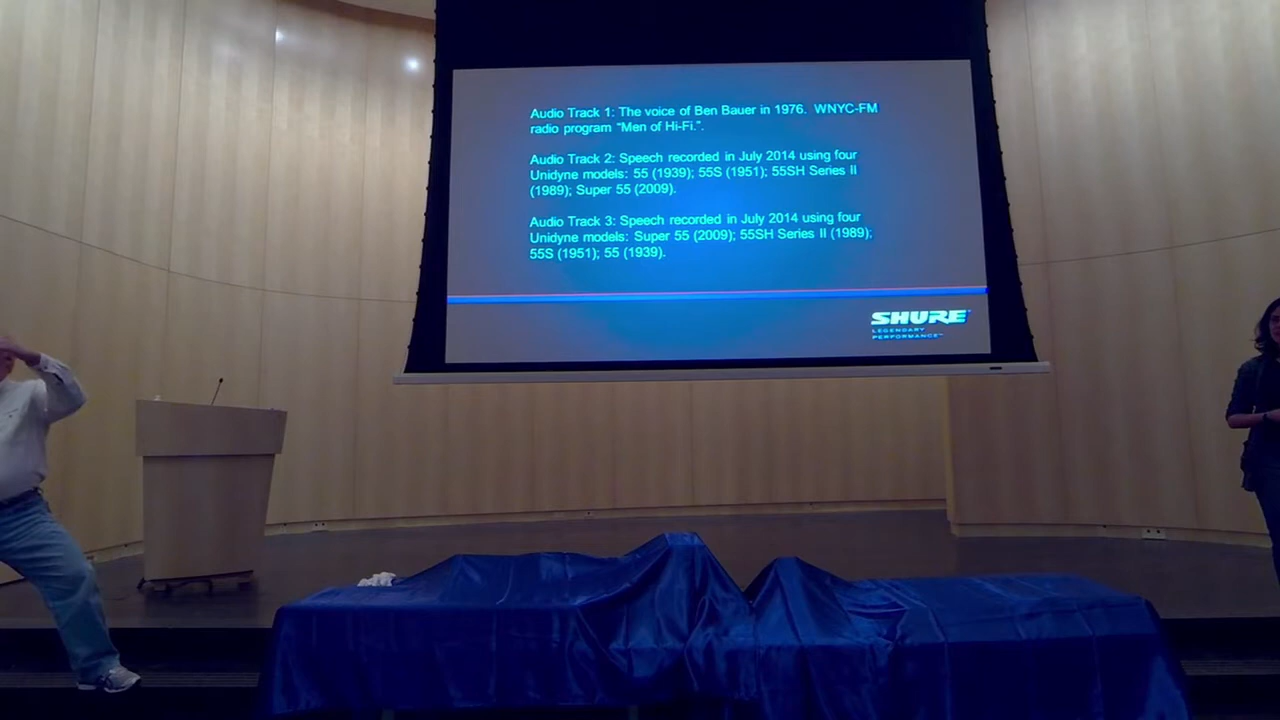 Audio Track 1: The voice of Ben Bauer in 1976. WNYC-FM
radio program “Men of Hi-Fi.”.
Audio Track 2: Speech recorded in July 2014 using four
Unidyne models: 55 (1939); 55S (1951); 55SH Series II
(1989); Super 55 (2009).
Audio Track 3: Speech recorded in July 2014 using four
Unidyne models: Super 55 (2009); 55SH Series II (1989);
55S (1951); 55 (1939).
SHURE
LEGENDARY
PERFORMANCE™